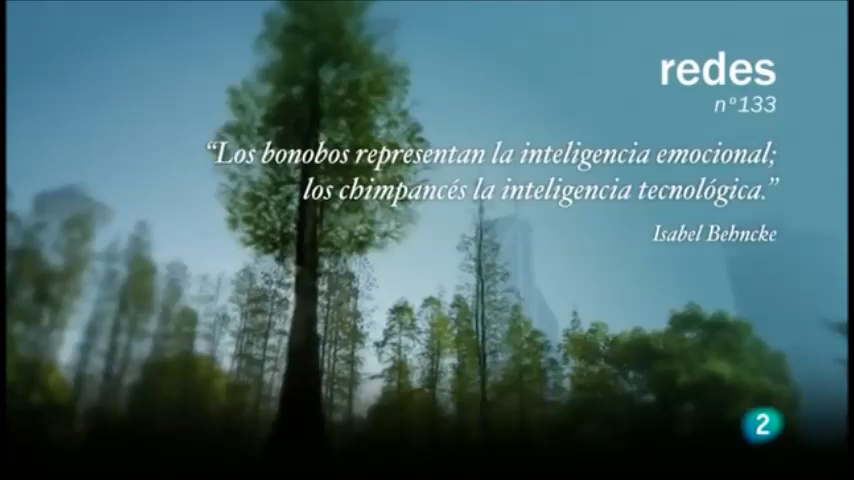 redes
nº133
“Los bonobos representan la inteligencia emocional;
los chimpancés la inteligencia tecnológica.”
Isabel Behncke
2